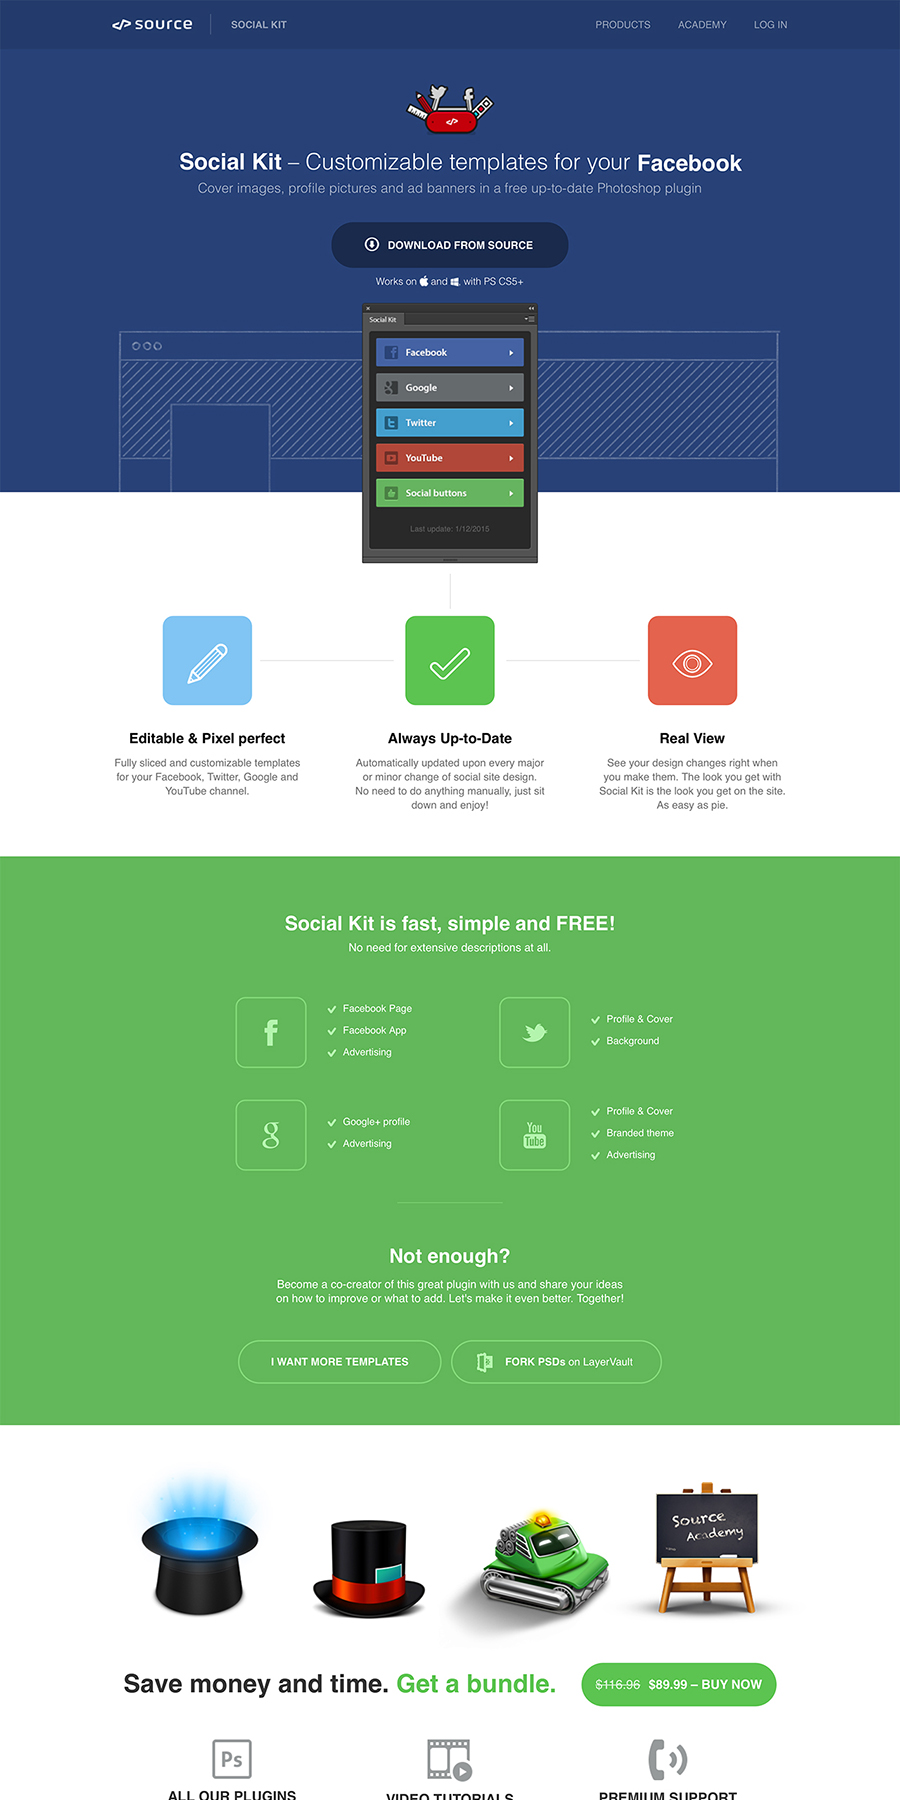 source
SOCIAL KIT
PRODUCTS
ACADEMY
LOG IN
Social Kit – Customizable templates for your Facebook
Cover images, profile pictures and ad banners in a free up-to-date Photoshop plugin
DOWNLOAD FROM SOURCE
Works on and with PS CS5+
Social Kit
Facebook
Google
Twitter
YouTube
Social buttons
Last update: 1/12/2015
Editable & Pixel perfect
Fully sliced and customizable templates
for your Facebook, Twitter, Google and
YouTube channel.
Always Up-to-Date
Automatically updated upon every major
or minor change of social site design.
No need to do anything manually, just sit
down and enjoy!
Real View
See your design changes right when
you make them. The look you get with
Social Kit is the look you get on the site.
As easy as pie.
Social Kit is fast, simple and FREE!
No need for extensive descriptions at all.
Facebook Page
Facebook App
Advertising
Profile & Cover
Background
Google+ profile
Advertising
You
Tube
Profile & Cover
Branded theme
Advertising
Not enough?
Become a co-creator of this great plugin with us and share your ideas
on how to improve or what to add. Let's make it even better. Together!
I WANT MORE TEMPLATES
FORK PSDs on LayerVault
Source
Academy
Save money and time. Get a bundle.
$116.96 $89.99 – BUY NOW
Ps
ALL OUR PLUGINS
VIDEO TUTORIALS
PREMIUM SUPPORT